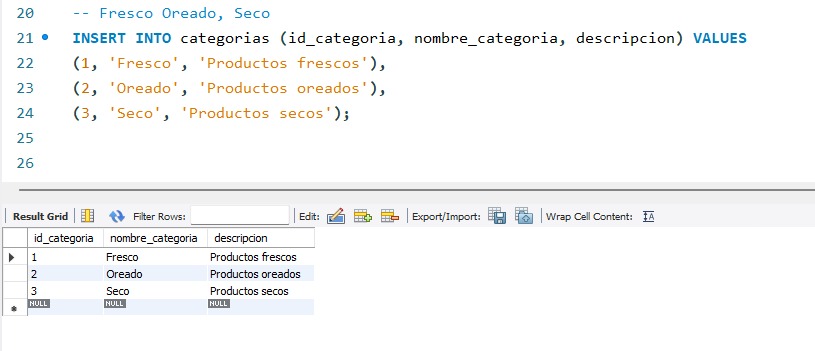 20 -- Fresco Oreado, Seco
21 INSERT INTO categorias (id_categoria, nombre_categoria, descripcion) VALUES
22 (1, 'Fresco', 'Productos frescos'),
23 (2, 'Oreado', 'Productos oreados'),
24 (3, 'Seco', 'Productos secos');
25
26
Result Grid Filter Rows: Edit: Export/Import: Wrap Cell Content:
id_categoria nombre_categoria descripcion
1 Fresco Productos frescos
2 Oreado Productos oreados
3 Seco Productos secos
NULL NULL NULL